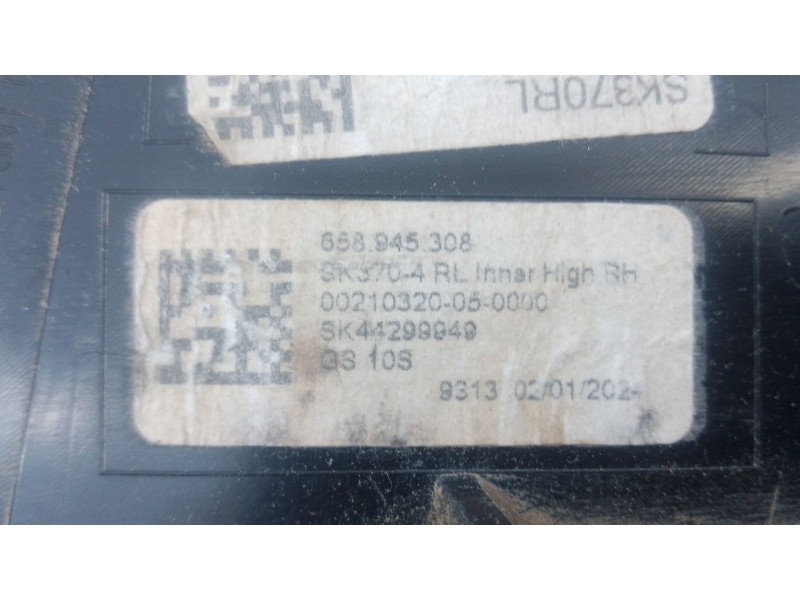 SK370RL
658.945.308
SK370-4 RL Inner High RH
00210320-05-0000
SK44299949
GS 10S
9313 02/01/202